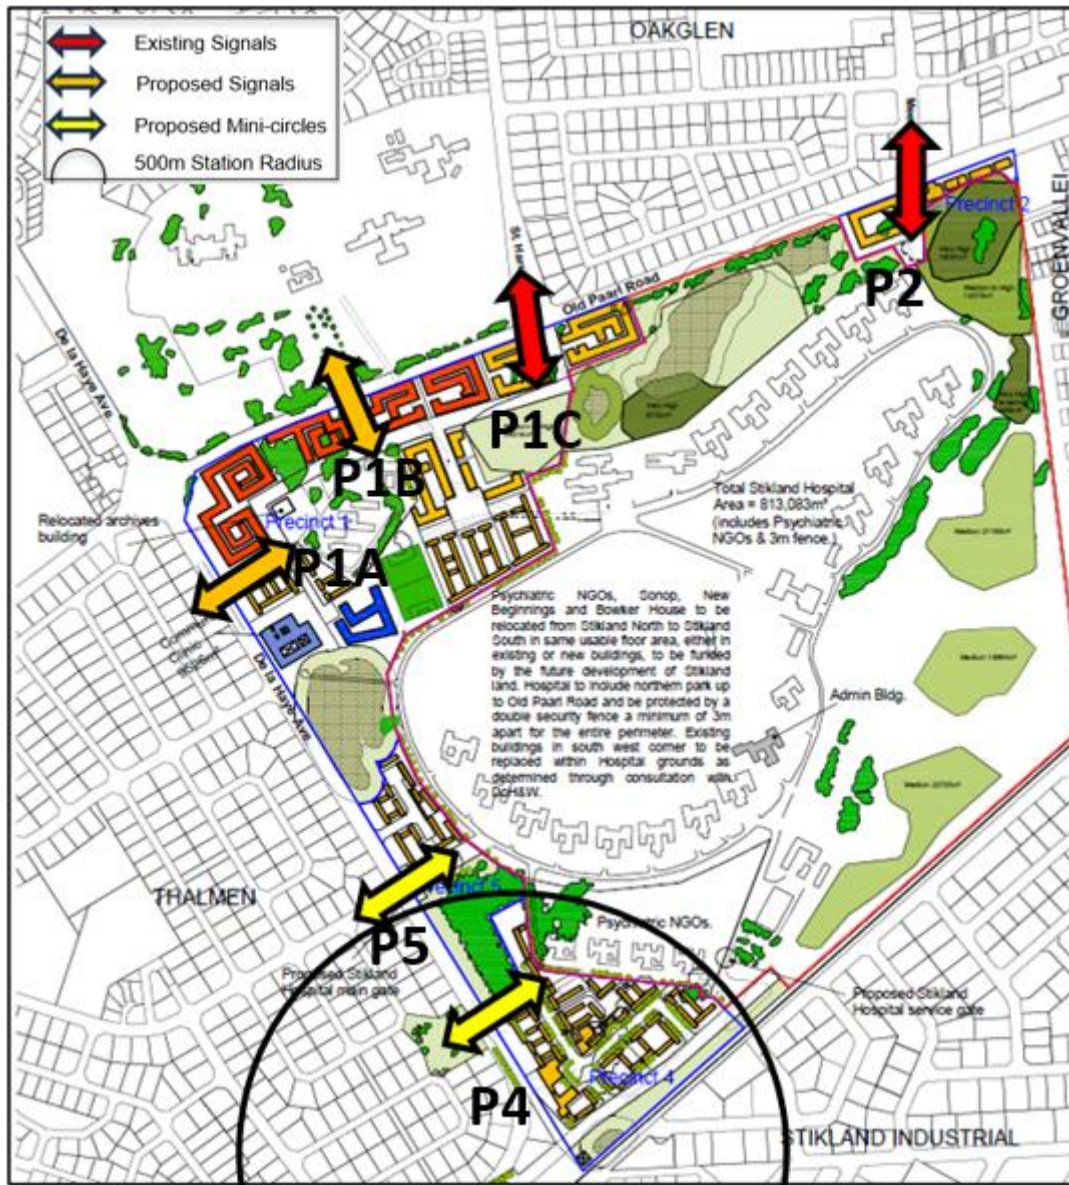 Existing Signals
Proposed Signals
Proposed Mini-circles
500m Station Radius
OAKGLEN
GROENVALLEI
Precinct 2
P2
Old Paarl Road
De la Haye Ave.
P1C
P1B
Relocated archives
building
Precinct 1
P1A
Total Stikland Hospital
Area = 813,083m²
(includes Psychiatric
NGOs & 3m fence.)
Psychiatric NGOs, Sonop, New
Beginnings and Bowker House to be
relocated from Stikland North to Stikland
South in same usable floor area, either in
existing or new buildings, to be funded
by the future development of Stikland
land. Hospital to include northern park up
to Old Paarl Road and be protected by a
double security fence a minimum of 3m
apart for the entire perimeter. Existing
buildings in south west corner to be
replaced within Hospital grounds as
determined through consultation with
DoH&W.
De la Haye Ave.
Admin Bldg.
THALMEN
Precinct 5
Psychiatric NGOs.
P5
Proposed Stikland
Hospital main gate
Proposed Stikland
Hospital service gate
Precinct 4
P4
STIKLAND INDUSTRIAL